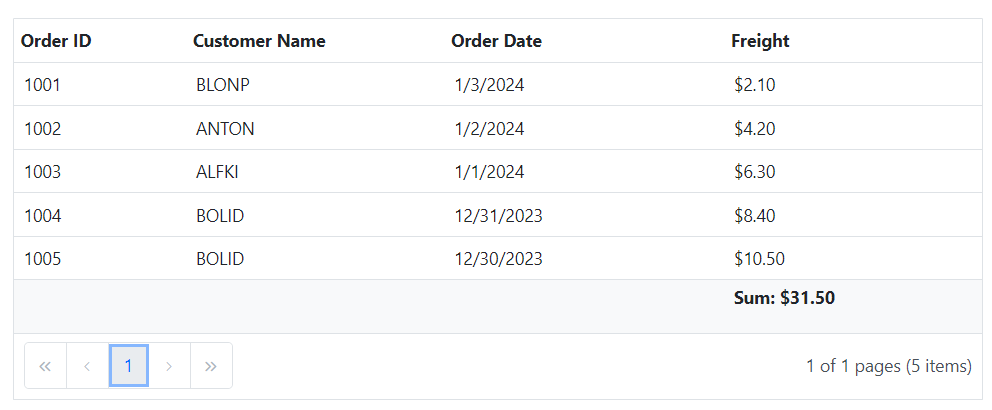 Order ID Customer Name Order Date Freight
1001 BLONP 1/3/2024 $2.10
1002 ANTON 1/2/2024 $4.20
1003 ALFKI 1/1/2024 $6.30
1004 BOLID 12/31/2023 $8.40
1005 BOLID 12/30/2023 $10.50
Sum: $31.50
« ‹ 1 › » 1 of 1 pages (5 items)